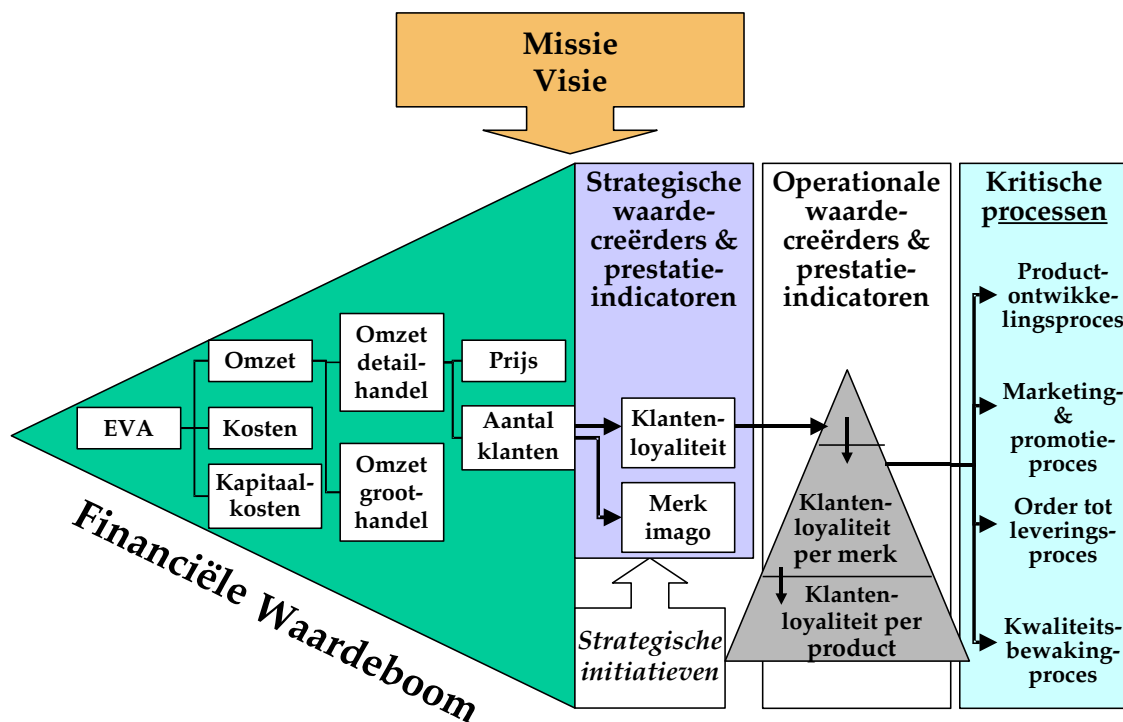 Missie
Visie
Strategische
waarde-
creërders &
prestatie-
indicatoren
Operationale
waarde-
creërders &
prestatie-
indicatoren
Kritische
processen
EVA
Omzet
Kosten
Kapitaal-
kosten
Omzet
detail-
handel
Omzet
groot-
handel
Prijs
Aantal
klanten
Klanten-
loyaliteit
Merk
imago
Strategische
initiatieven
Klanten-
loyaliteit
per merk
Klanten-
loyaliteit per
product
Product-
ontwikke-
lingsproces
Marketing-
&
promotie-
proces
Order tot
leverings-
proces
Kwaliteits-
bewaking-
proces
Financiële Waardeboom